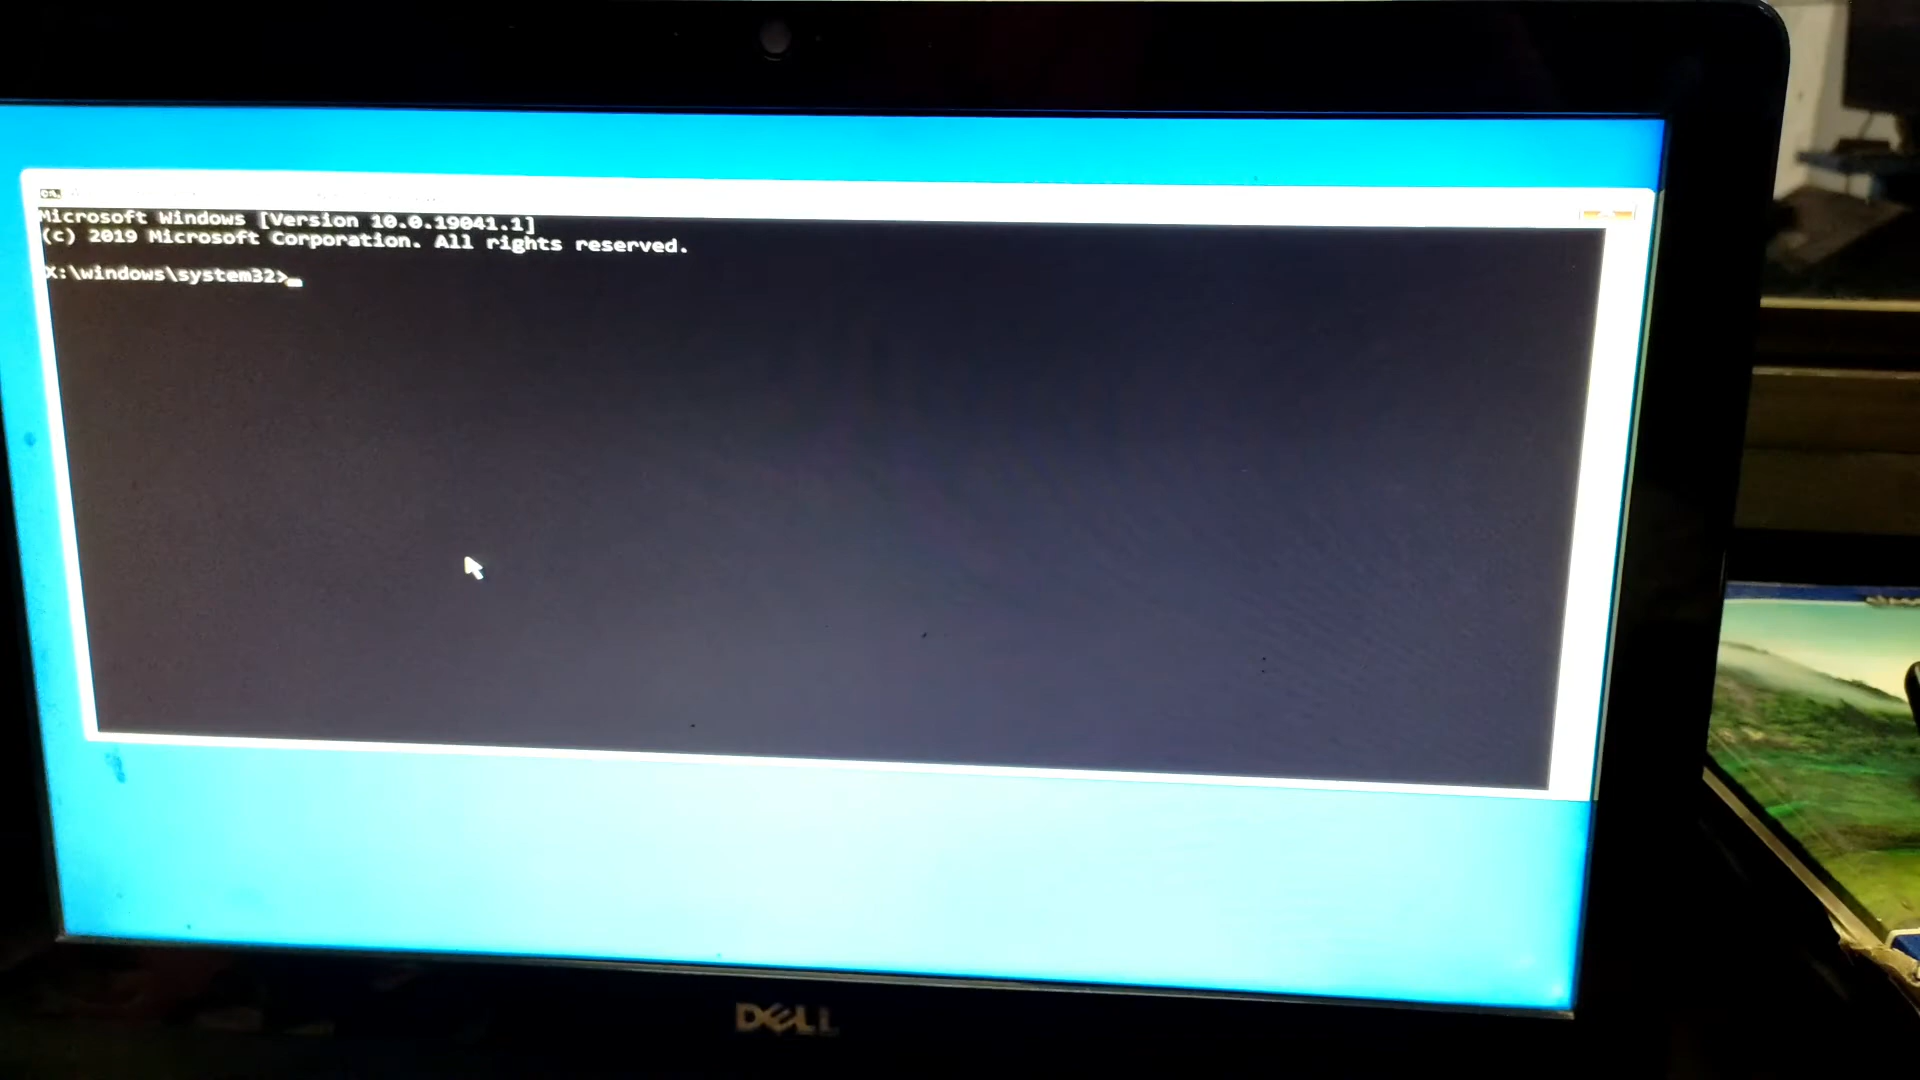 Microsoft Windows [Version 10.0.19041.1]
(c) 2019 Microsoft Corporation. All rights reserved.
X:\windows\system32>
DELL